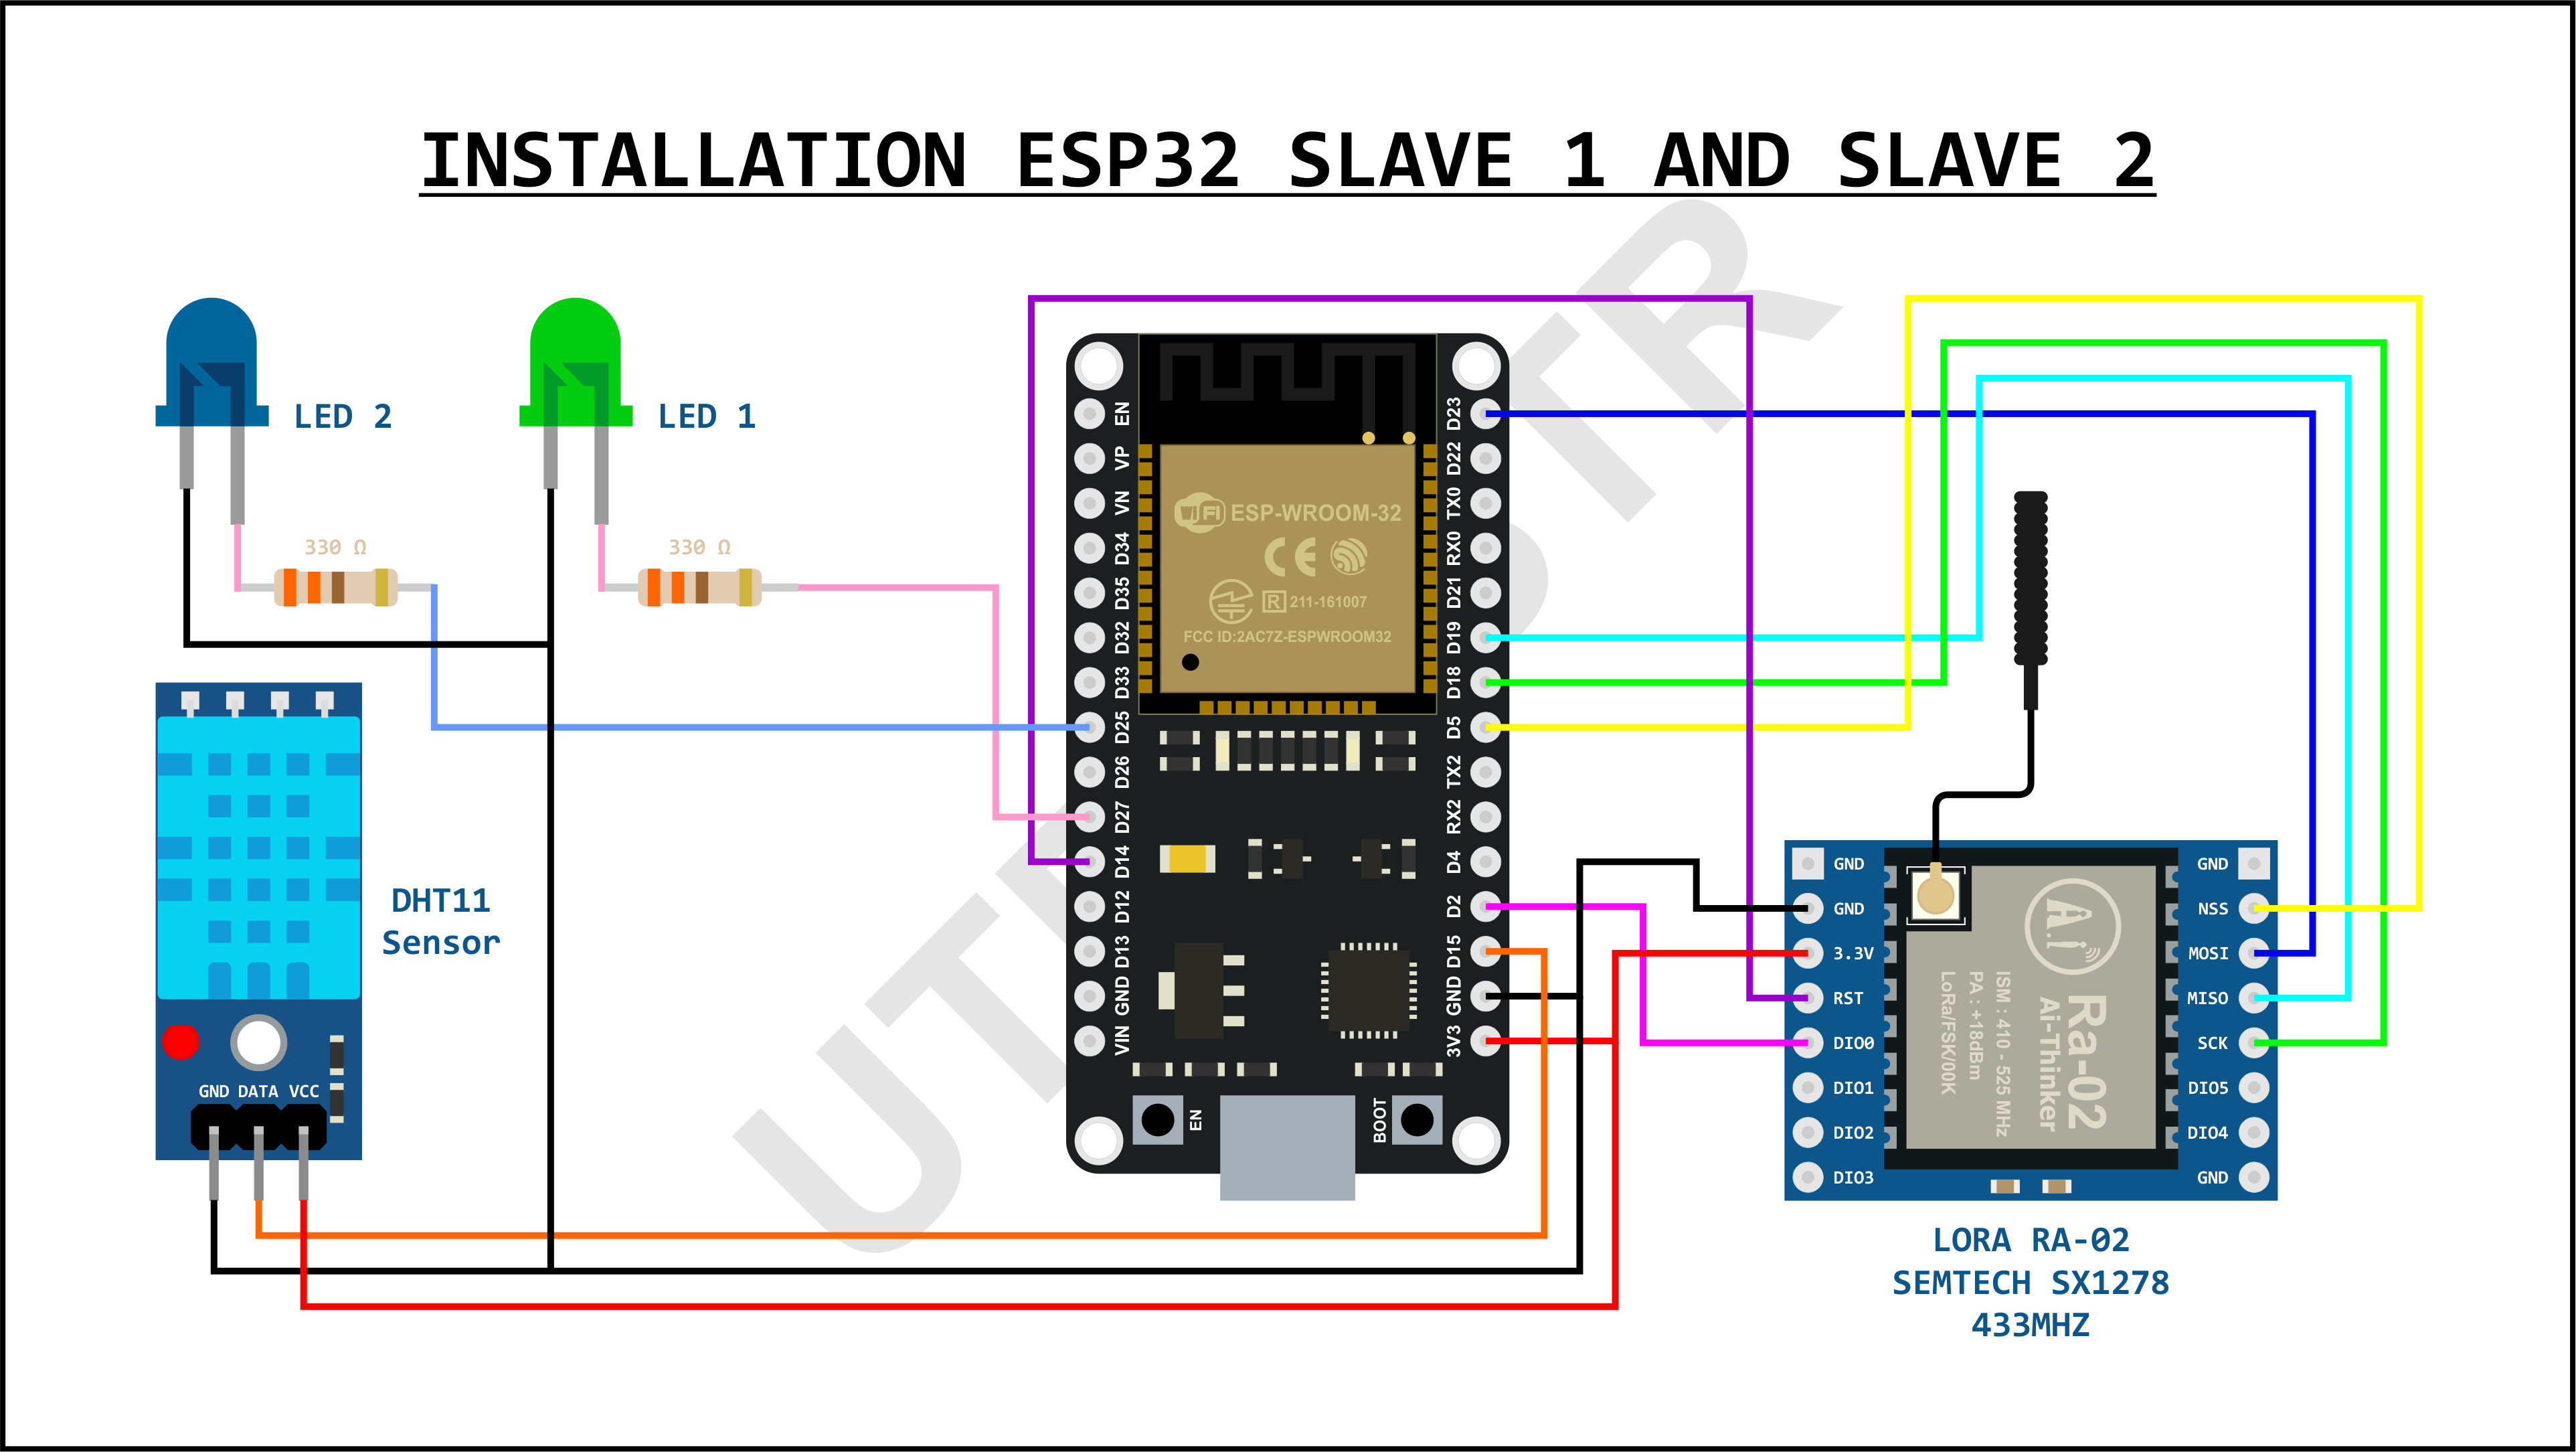 INSTALLATION ESP32 SLAVE 1 AND SLAVE 2
LED 2
LED 1
330 Ω
330 Ω
DHT11
Sensor
GND DATA VCC
EN
VP
VN
D34
D35
D32
D33
D25
D26
D27
D14
D12
D13
GND
VIN
D23
D22
TX0
RX0
D21
D19
D18
D5
TX2
RX2
D4
D2
D15
GND
3V3
Wi Fi ESP-WROOM-32
CE
R 211-161007
FCC ID:2AC7Z-ESPWROOM32
EN
BOOT
GND
GND
3.3V
RST
DIO0
DIO1
DIO2
DIO3
GND
NSS
MOSI
MISO
SCK
DIO5
DIO4
GND
Ai
Ra-02
Ai-Thinker
ISM : 410 - 525 MHz
PA : +18dBm
LoRa/FSK/OOK
LORA RA-02
SEMTECH SX1278
433MHZ